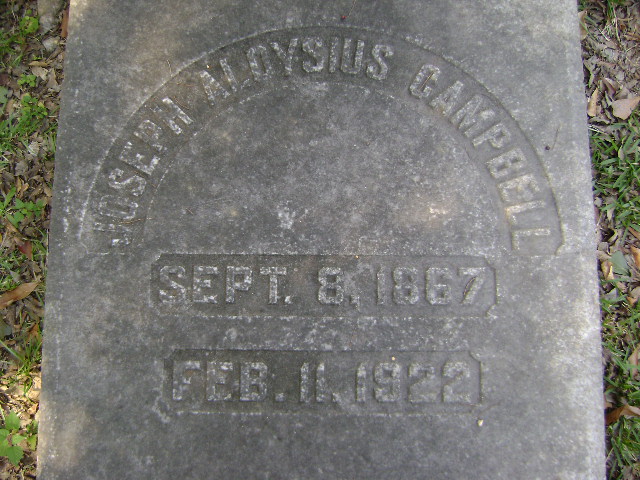 JOSEPH ALOYSIUS CAMPBELL
SEPT. 8, 1867
FEB. 11, 1922